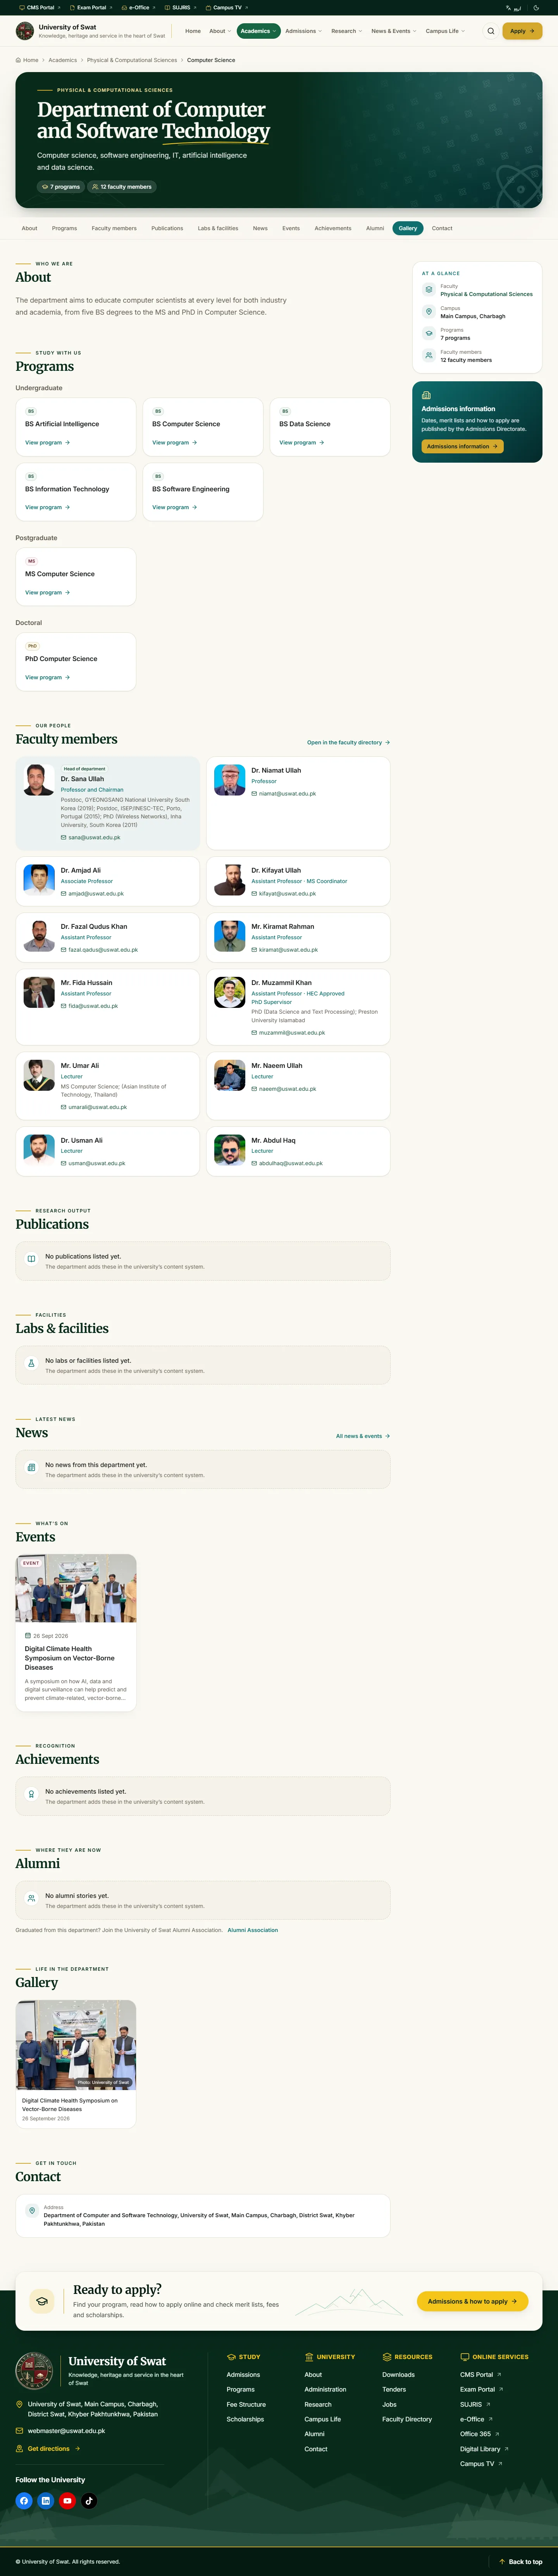 CMS Portal
Exam Portal
e-Office
SUJRIS
Campus TV
اردو
University of Swat
Knowledge, heritage and service in the heart of Swat
Home
About
Academics
Admissions
Research
News & Events
Campus Life
Apply
Home
Academics
Physical & Computational Sciences
Computer Science
PHYSICAL & COMPUTATIONAL SCIENCES
Department of Computer
and Software Technology
Computer science, software engineering, IT, artificial intelligence
and data science.
7 programs
12 faculty members
About
Programs
Faculty members
Publications
Labs & facilities
News
Events
Achievements
Alumni
Gallery
Contact
WHO WE ARE
About
The department aims to educate computer scientists at every level for both industry
and academia, from five BS degrees to the MS and PhD in Computer Science.
AT A GLANCE
Faculty
Physical & Computational Sciences
Campus
Main Campus, Charbagh
Programs
7 programs
Faculty members
12 faculty members
Admissions information
Dates, merit lists and how to apply are
published by the Admissions Directorate.
Admissions information
STUDY WITH US
Programs
Undergraduate
BS
BS Artificial Intelligence
View program
BS
BS Computer Science
View program
BS
BS Data Science
View program
BS
BS Information Technology
View program
BS
BS Software Engineering
View program
Postgraduate
MS
MS Computer Science
View program
Doctoral
PhD
PhD Computer Science
View program
OUR PEOPLE
Faculty members
Open in the faculty directory
Head of department
Dr. Sana Ullah
Professor and Chairman
Postdoc, GYEONGSANG National University South
Korea (2019); Postdoc, ISEP/INESC-TEC, Porto,
Portugal (2015); PhD (Wireless Networks), Inha
University, South Korea (2011)
sana@uswat.edu.pk
Dr. Niamat Ullah
Professor
niamat@uswat.edu.pk
Dr. Amjad Ali
Associate Professor
amjad@uswat.edu.pk
Dr. Kifayat Ullah
Assistant Professor · MS Coordinator
kifayat@uswat.edu.pk
Dr. Fazal Qudus Khan
Assistant Professor
fazal.qadus@uswat.edu.pk
Mr. Kiramat Rahman
Assistant Professor
kiramat@uswat.edu.pk
Mr. Fida Hussain
Assistant Professor
fida@uswat.edu.pk
Dr. Muzammil Khan
Assistant Professor · HEC Approved
PhD Supervisor
PhD (Data Science and Text Processing); Preston
University Islamabad
muzammil@uswat.edu.pk
Mr. Umar Ali
Lecturer
MS Computer Science; (Asian Institute of
Technology, Thailand)
umarali@uswat.edu.pk
Mr. Naeem Ullah
Lecturer
naeem@uswat.edu.pk
Dr. Usman Ali
Lecturer
usman@uswat.edu.pk
Mr. Abdul Haq
Lecturer
abdulhaq@uswat.edu.pk
RESEARCH OUTPUT
Publications
No publications listed yet.
The department adds these in the university's content system.
FACILITIES
Labs & facilities
No labs or facilities listed yet.
The department adds these in the university's content system.
LATEST NEWS
News
All news & events
No news from this department yet.
The department adds these in the university's content system.
WHAT'S ON
Events
EVENT
26 Sept 2026
Digital Climate Health
Symposium on Vector-Borne
Diseases
A symposium on how AI, data and
digital surveillance can help predict and
prevent climate-related, vector-borne…
RECOGNITION
Achievements
No achievements listed yet.
The department adds these in the university's content system.
WHERE THEY ARE NOW
Alumni
No alumni stories yet.
The department adds these in the university's content system.
Graduated from this department? Join the University of Swat Alumni Association. Alumni Association
LIFE IN THE DEPARTMENT
Gallery
Photo: University of Swat
Digital Climate Health Symposium on
Vector-Borne Diseases
26 September 2026
GET IN TOUCH
Contact
Address
Department of Computer and Software Technology, University of Swat, Main Campus, Charbagh, District Swat, Khyber
Pakhtunkhwa, Pakistan
Ready to apply?
Find your program, read how to apply and check merit lists, fees
and scholarships.
Admissions & how to apply
University of Swat
Knowledge, heritage and service in the heart
of Swat
University of Swat, Main Campus, Charbagh,
District Swat, Khyber Pakhtunkhwa, Pakistan
webmaster@uswat.edu.pk
Get directions
Follow the University
STUDY
Admissions
Programs
Fee Structure
Scholarships
UNIVERSITY
About
Administration
Research
Campus Life
Alumni
Contact
RESOURCES
Downloads
Tenders
Jobs
Faculty Directory
ONLINE SERVICES
CMS Portal
Exam Portal
SUJRIS
e-Office
Office 365
Digital Library
Campus TV
© University of Swat. All rights reserved.
Back to top